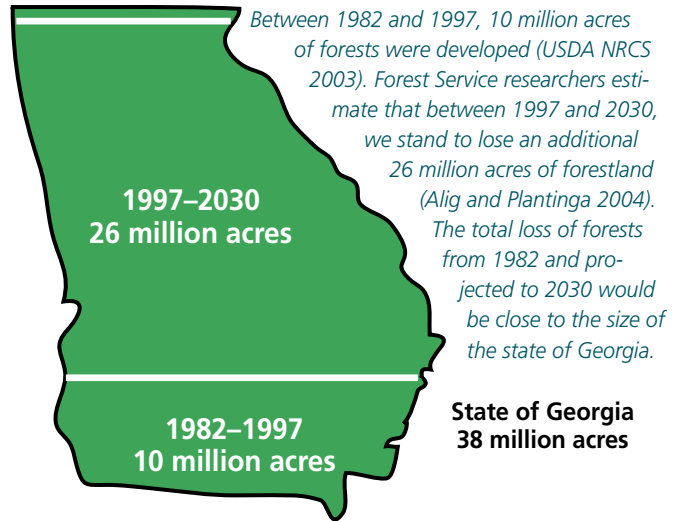 Between 1982 and 1997, 10 million acres
of forests were developed (USDA NRCS
2003). Forest Service researchers esti-
mate that between 1997 and 2030,
we stand to lose an additional
26 million acres of forestland
(Alig and Plantinga 2004).
The total loss of forests
from 1982 and pro-
jected to 2030 would
be close to the size of
the state of Georgia.
1997–2030
26 million acres
1982–1997
10 million acres
State of Georgia
38 million acres